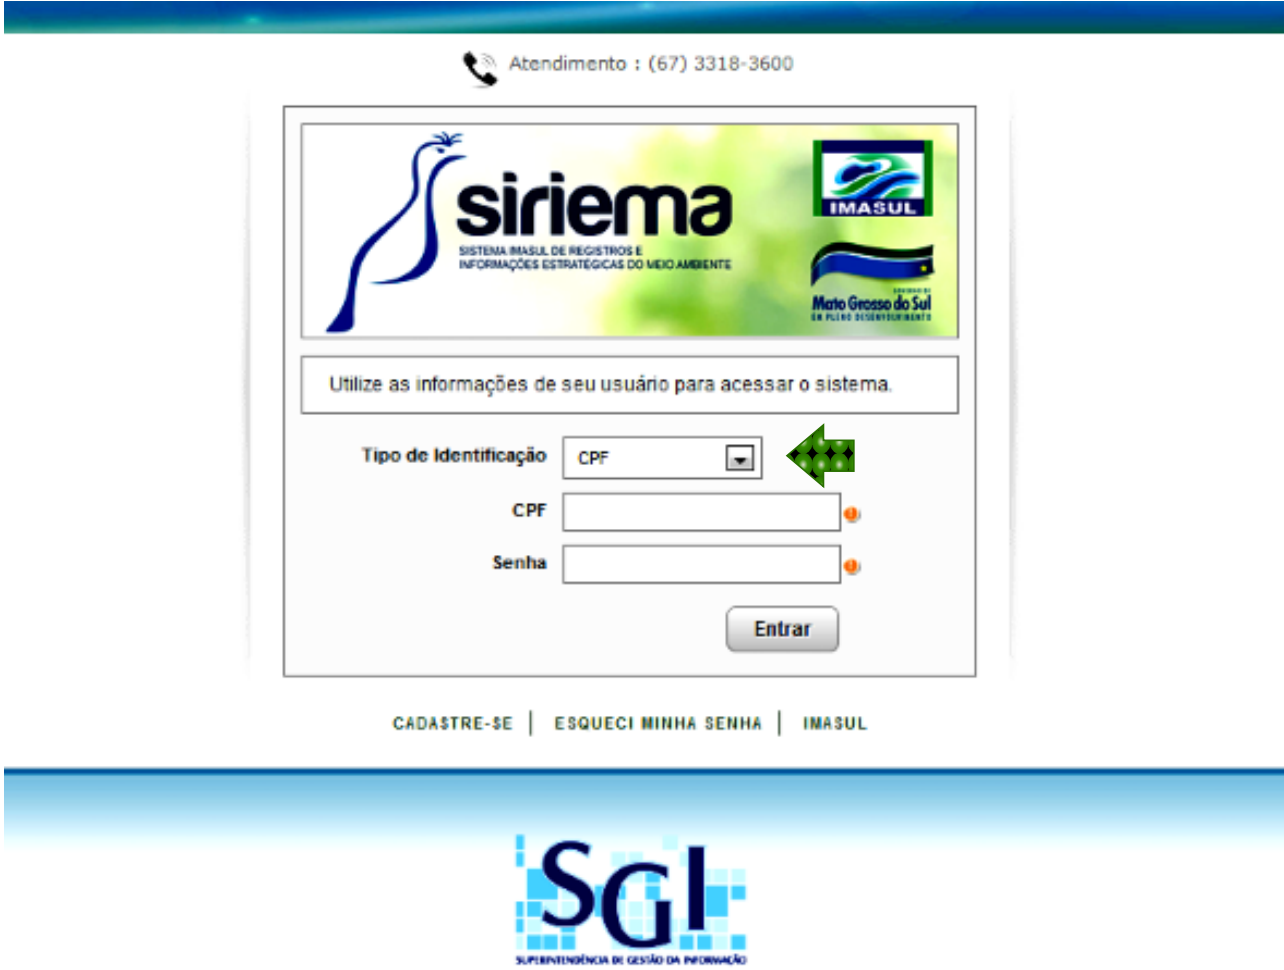 Atendimento : (67) 3318-3600
siriema
SISTEMA IMASUL DE REGISTROS E
INFORMAÇÕES ESTRATÉGICAS DO MEIO AMBIENTE
IMASUL
GOVERNO DE
Mato Grosso do Sul
EM PLENO DESENVOLVIMENTO
Utilize as informações de seu usuário para acessar o sistema.
Tipo de Identificação CPF
CPF
Senha
Entrar
CADASTRE-SE | ESQUECI MINHA SENHA | IMASUL
SGI
SUPERINTENDÊNCIA DE GESTÃO DA INFORMAÇÃO